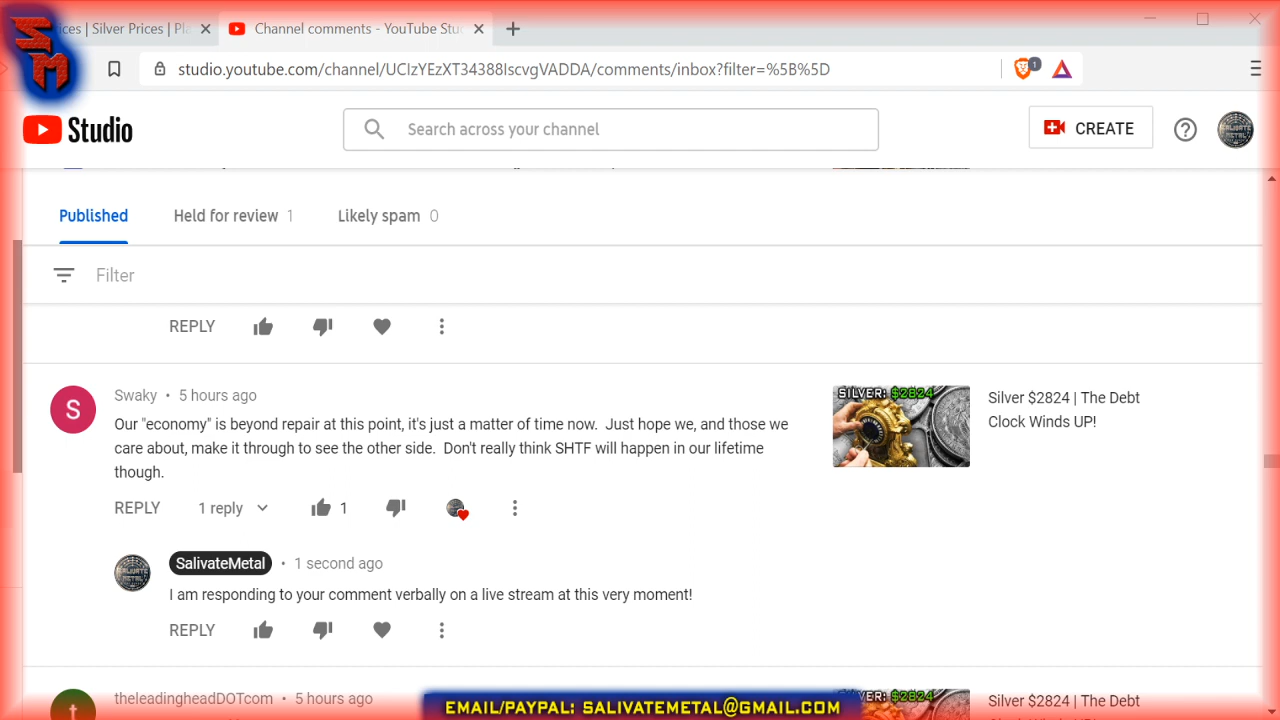 SM
ices | Silver Prices | Pla
Channel comments - YouTube Stu
studio.youtube.com/channel/UCIzYEzXT34388IscvgVADDA/comments/inbox?filter=%5B%5D
1
Studio
Search across your channel
CREATE
Published
Held for review 1
Likely spam 0
Filter
REPLY
S
Swaky • 5 hours ago
Our "economy" is beyond repair at this point, it's just a matter of time now. Just hope we, and those we
care about, make it through to see the other side. Don't really think SHTF will happen in our lifetime
though.
SILVER: $2824
Silver $2824 | The Debt
Clock Winds UP!
REPLY
1 reply
1
SalivateMetal • 1 second ago
I am responding to your comment verbally on a live stream at this very moment!
REPLY
t
theleadingheadDOTcom • 5 hours ago
VER: $2824
Silver $2824 | The Debt
EMAIL/PAYPAL: SALIVATEMETAL@GMAIL.COM